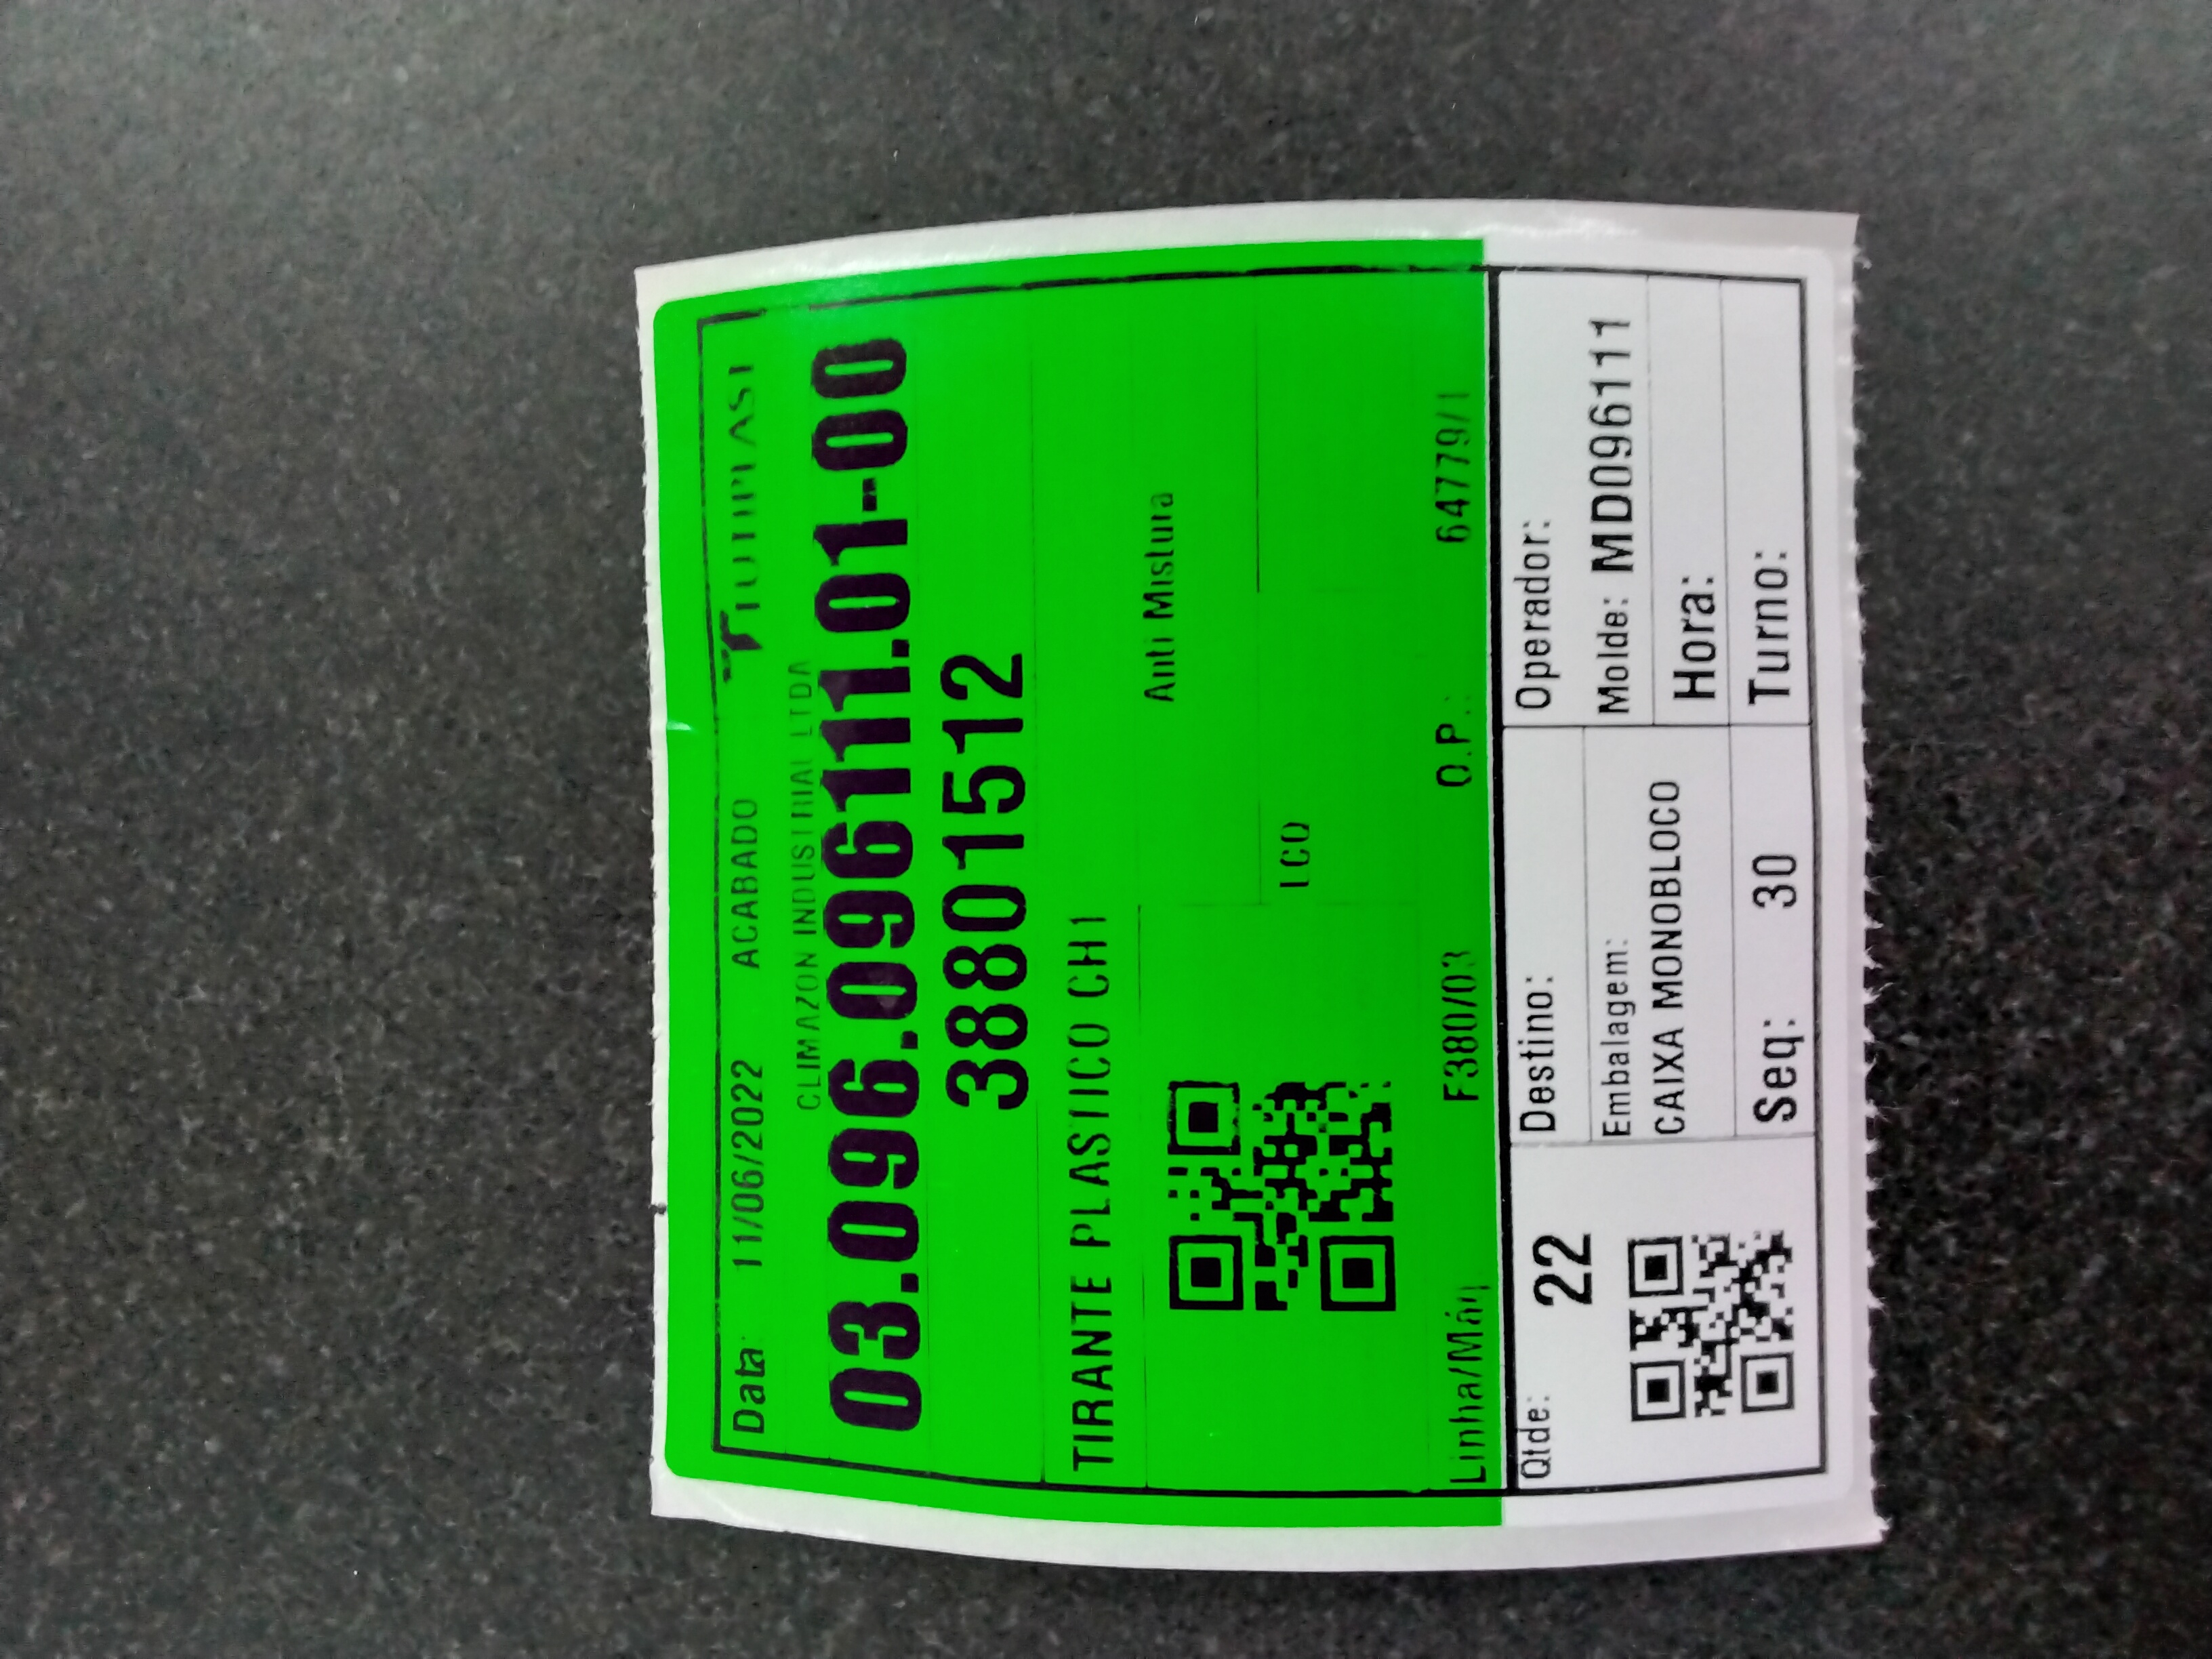 Data: 11/06/2022 ACABADO TUTIPLAST
CLIMAZON INDUSTRIAL LTDA
03.096.096111.01-00
38801512
TIRANTE PLASTICO CH1
Anti Mistura
LCO
Linha/Máq F380/03 O.P.: 64779/1
Qtde: 22
Destino:
Operador:
Embalagem:
CAIXA MONOBLOCO
Molde: MD096111
Hora:
Seq: 30
Turno: